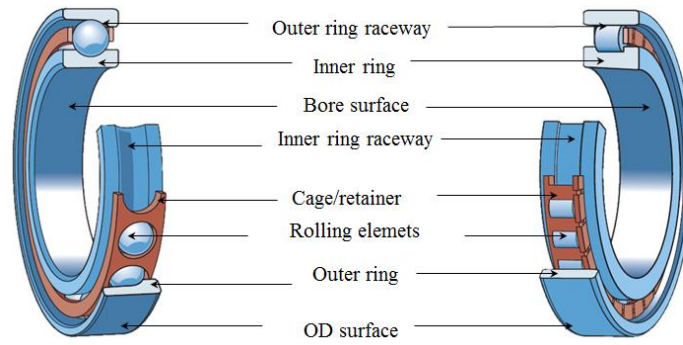 Outer ring raceway
Inner ring
Bore surface
Inner ring raceway
Cage/retainer
Rolling elemets
Outer ring
OD surface